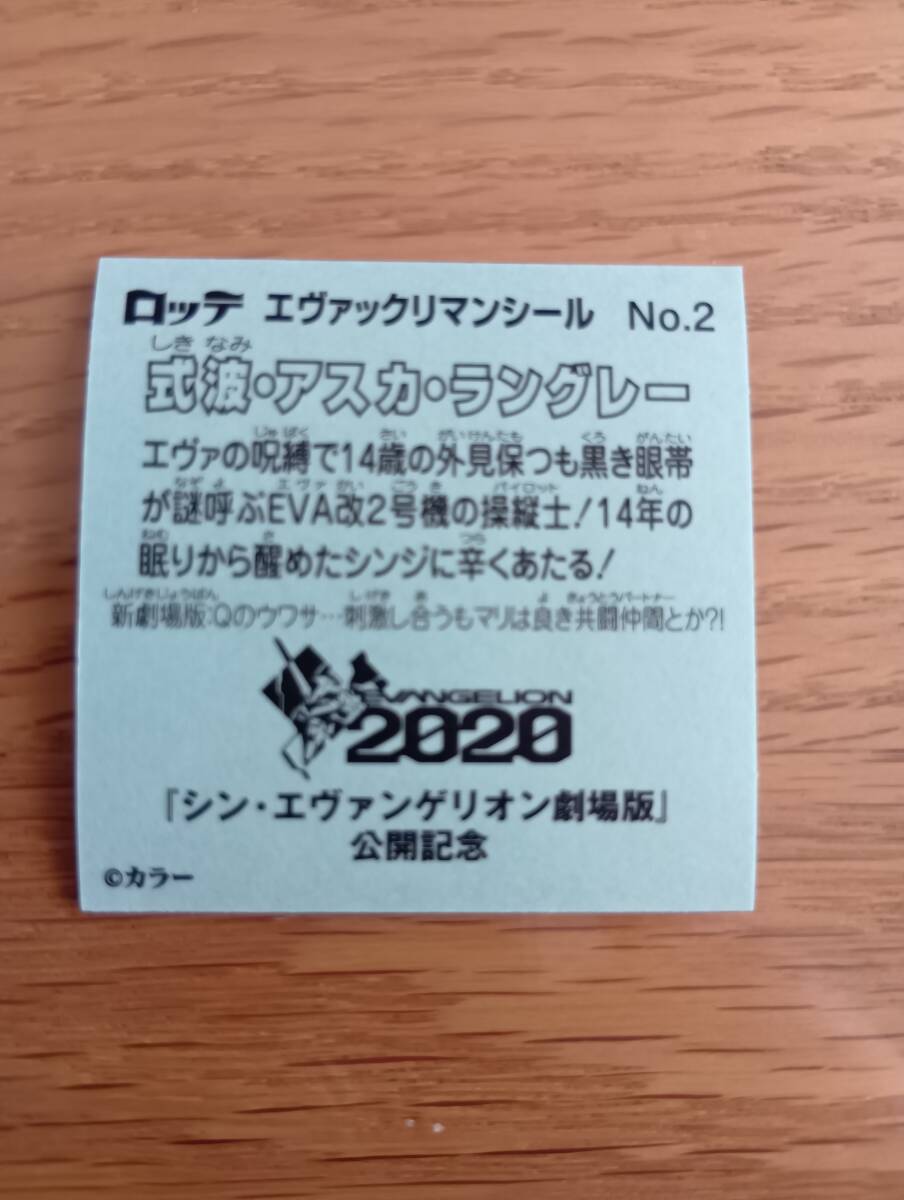 ロッテ エヴァックリマンシール No.2
しき なみ
式波・アスカ・ラングレー
じゅばく さい がいけんたも くろ がんたい
エヴァの呪縛で14歳の外見保つも黒き眼帯
なぞ よ エヴァ かい ごう き パイロット ねん
が謎呼ぶEVA改2号機の操縦士!14年の
ねむ さ つら
眠りから醒めたシンジに辛くあたる!
しんげきじょうばん しげき あ よ きょうとうパートナー
新劇場版:Qのウワサ…刺激し合うもマリは良き共闘仲間とか?!
EVANGELION
2020
『シン・エヴァンゲリオン劇場版』
公開記念
©カラー